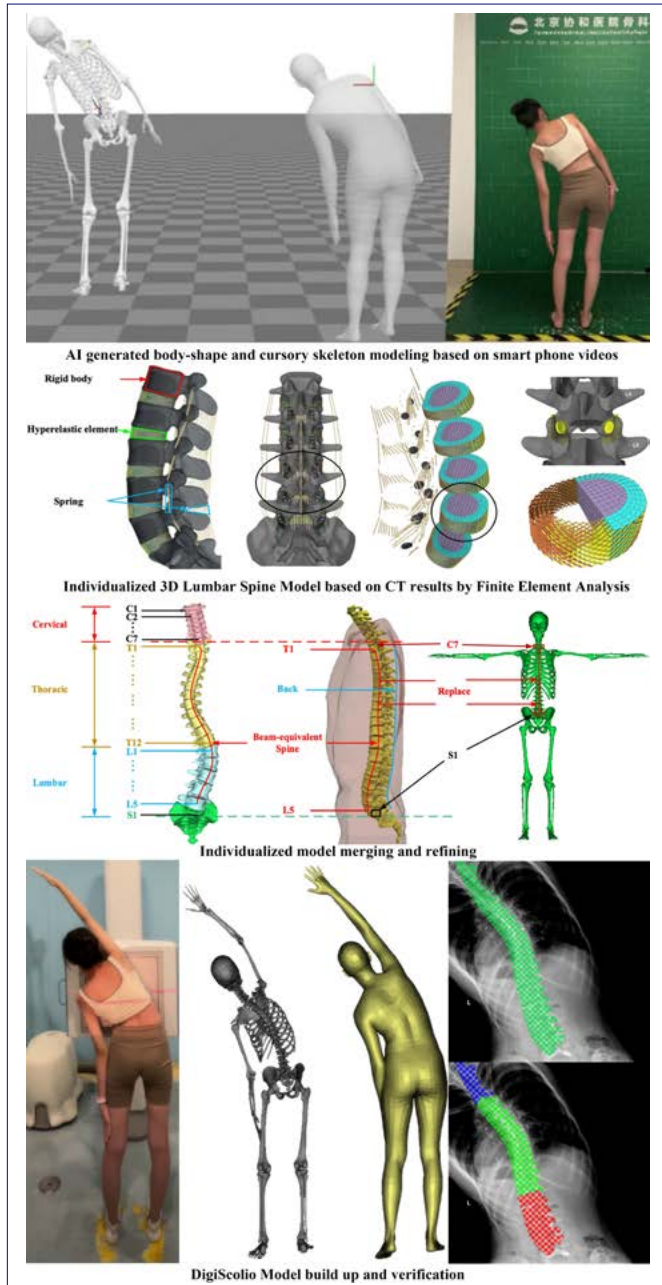 北京协和医院骨科
AI generated body-shape and cursory skeleton modeling based on smart phone videos
Rigid body
Hyperelastic element
Spring
Individualized 3D Lumbar Spine Model based on CT results by Finite Element Analysis
Cervical
C1
C2
C7
T1
Thoracic
T12
L1
Lumbar
L5
S1
T1
Back
Beam-equivalent
Spine
L5
C7
Replace
S1
Individualized model merging and refining
L
L
DigiScolio Model build up and verification